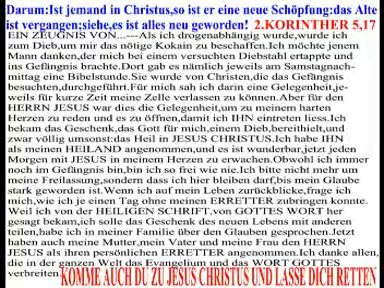 Darum:Ist jemand in Christus,so ist er eine neue Schöpfung:das Alte
ist vergangen;siehe,es ist alles neu geworden! 2.KORINTHER 5,17
EIN ZEUGNIS VON...---Als ich drogenabhängig wurde,wurde ich
zum Dieb,um mir das nötige Kokain zu beschaffen.Ich möchte jenem
Mann danken,der mich bei einem versuchten Diebstahl ertappte und
ins Gefängnis brachte.Dort gab es nämlich jeweils am Samstagnach-
mittag eine Bibelstunde.Sie wurde von Christen,die das Gefängnis
besuchten,durchgeführt.Für mich sah ich darin eine Gelegenheit,je-
weils für kurze Zeit meine Zelle verlassen zu können.Aber für den
HERRN JESUS war dies die Gelegenheit,um zu meinem harten
Herzen zu reden und es zu öffnen,damit ich IHN eintreten liess.Ich
bekam das Geschenk,das Gott für mich,einem Dieb,bereithielt,und
zwar völlig umsonst:das Heil in JESUS CHRISTUS.Ich habe IHN
als meinen HEILAND angenommen,und es ist wunderbar,jetzt jeden
Morgen mit JESUS in meinem Herzen zu erwachen.Obwohl ich immer
noch im Gefängnis bin,bin ich so frei wie nie.Ich bitte nicht mehr um
meine Freilassung,sondern dass ich hier bleiben darf,bis mein Glaube
stark geworden ist.Wenn ich auf mein Leben zurückblicke,frage ich
mich,wie ich je einen Tag ohne meinen ERRETTER zubringen konnte.
Weil ich von der HEILIGEN SCHRIFT,von GOTTES WORT her
gesagt bekam,ich solle das Geschenk des neuen Lebens mit anderen
teilen,habe ich in meiner Familie über den Glauben gesprochen.Jetzt
haben auch meine Mutter,mein Vater und meine Frau den HERRN
JESUS als ihren persönlichen ERRETTER angenommen.Ich danke allen,
die in der ganzen Welt das Evangelium und das WORT GOTTES
verbreiten.KOMME AUCH DU ZU JESUS CHRISTUS UND LASSE DICH RETTEN